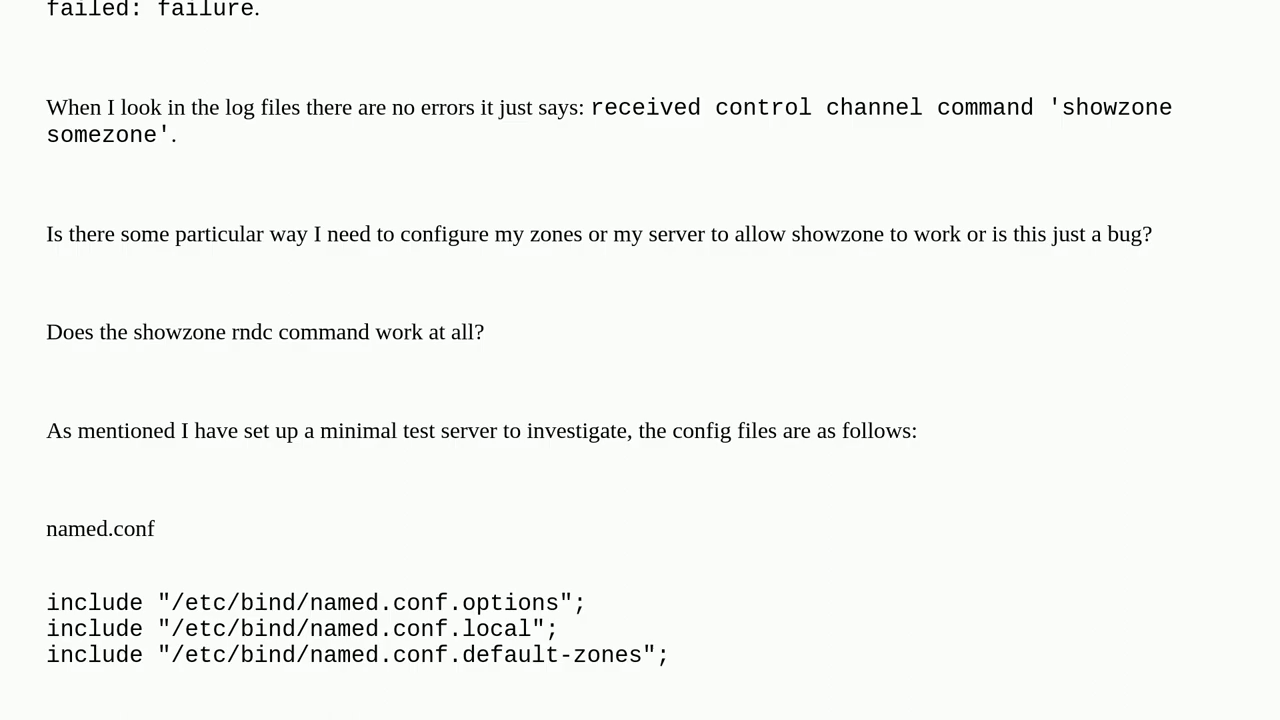 failed: failure.
When I look in the log files there are no errors it just says: received control channel command 'showzone
somezone'.
Is there some particular way I need to configure my zones or my server to allow showzone to work or is this just a bug?
Does the showzone rndc command work at all?
As mentioned I have set up a minimal test server to investigate, the config files are as follows:
named.conf
include "/etc/bind/named.conf.options";
include "/etc/bind/named.conf.local";
include "/etc/bind/named.conf.default-zones";